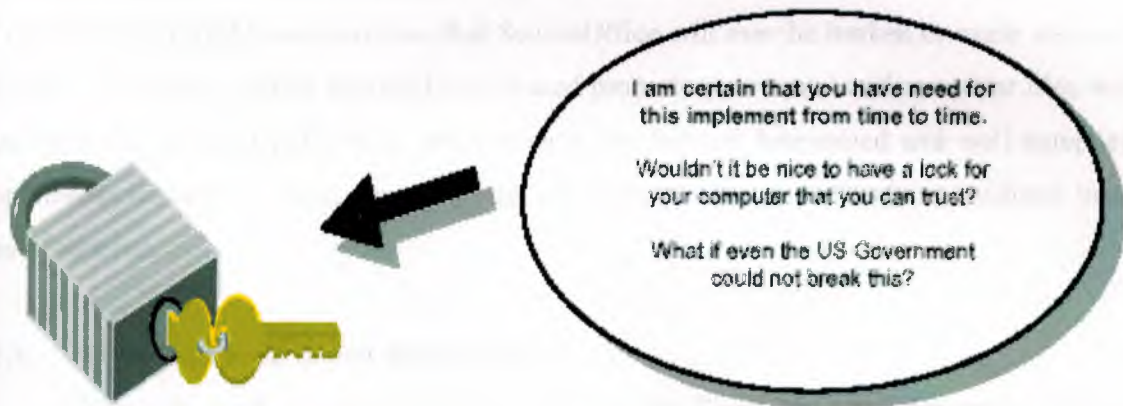 I am certain that you have need for
this implement from time to time.
Wouldn't it be nice to have a lock for
your computer that you can trust?
What if even the US Government
could not break this?